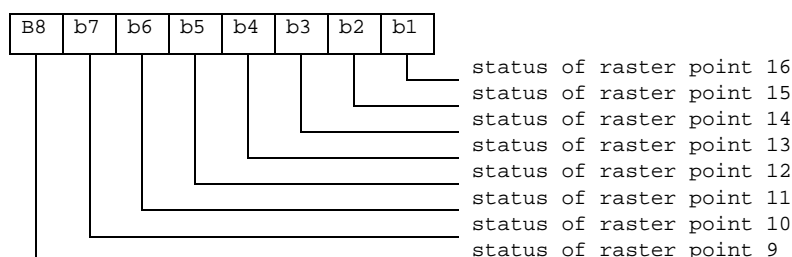 B8 b7 b6 b5 b4 b3 b2 b1
status of raster point 16
status of raster point 15
status of raster point 14
status of raster point 13
status of raster point 12
status of raster point 11
status of raster point 10
status of raster point 9